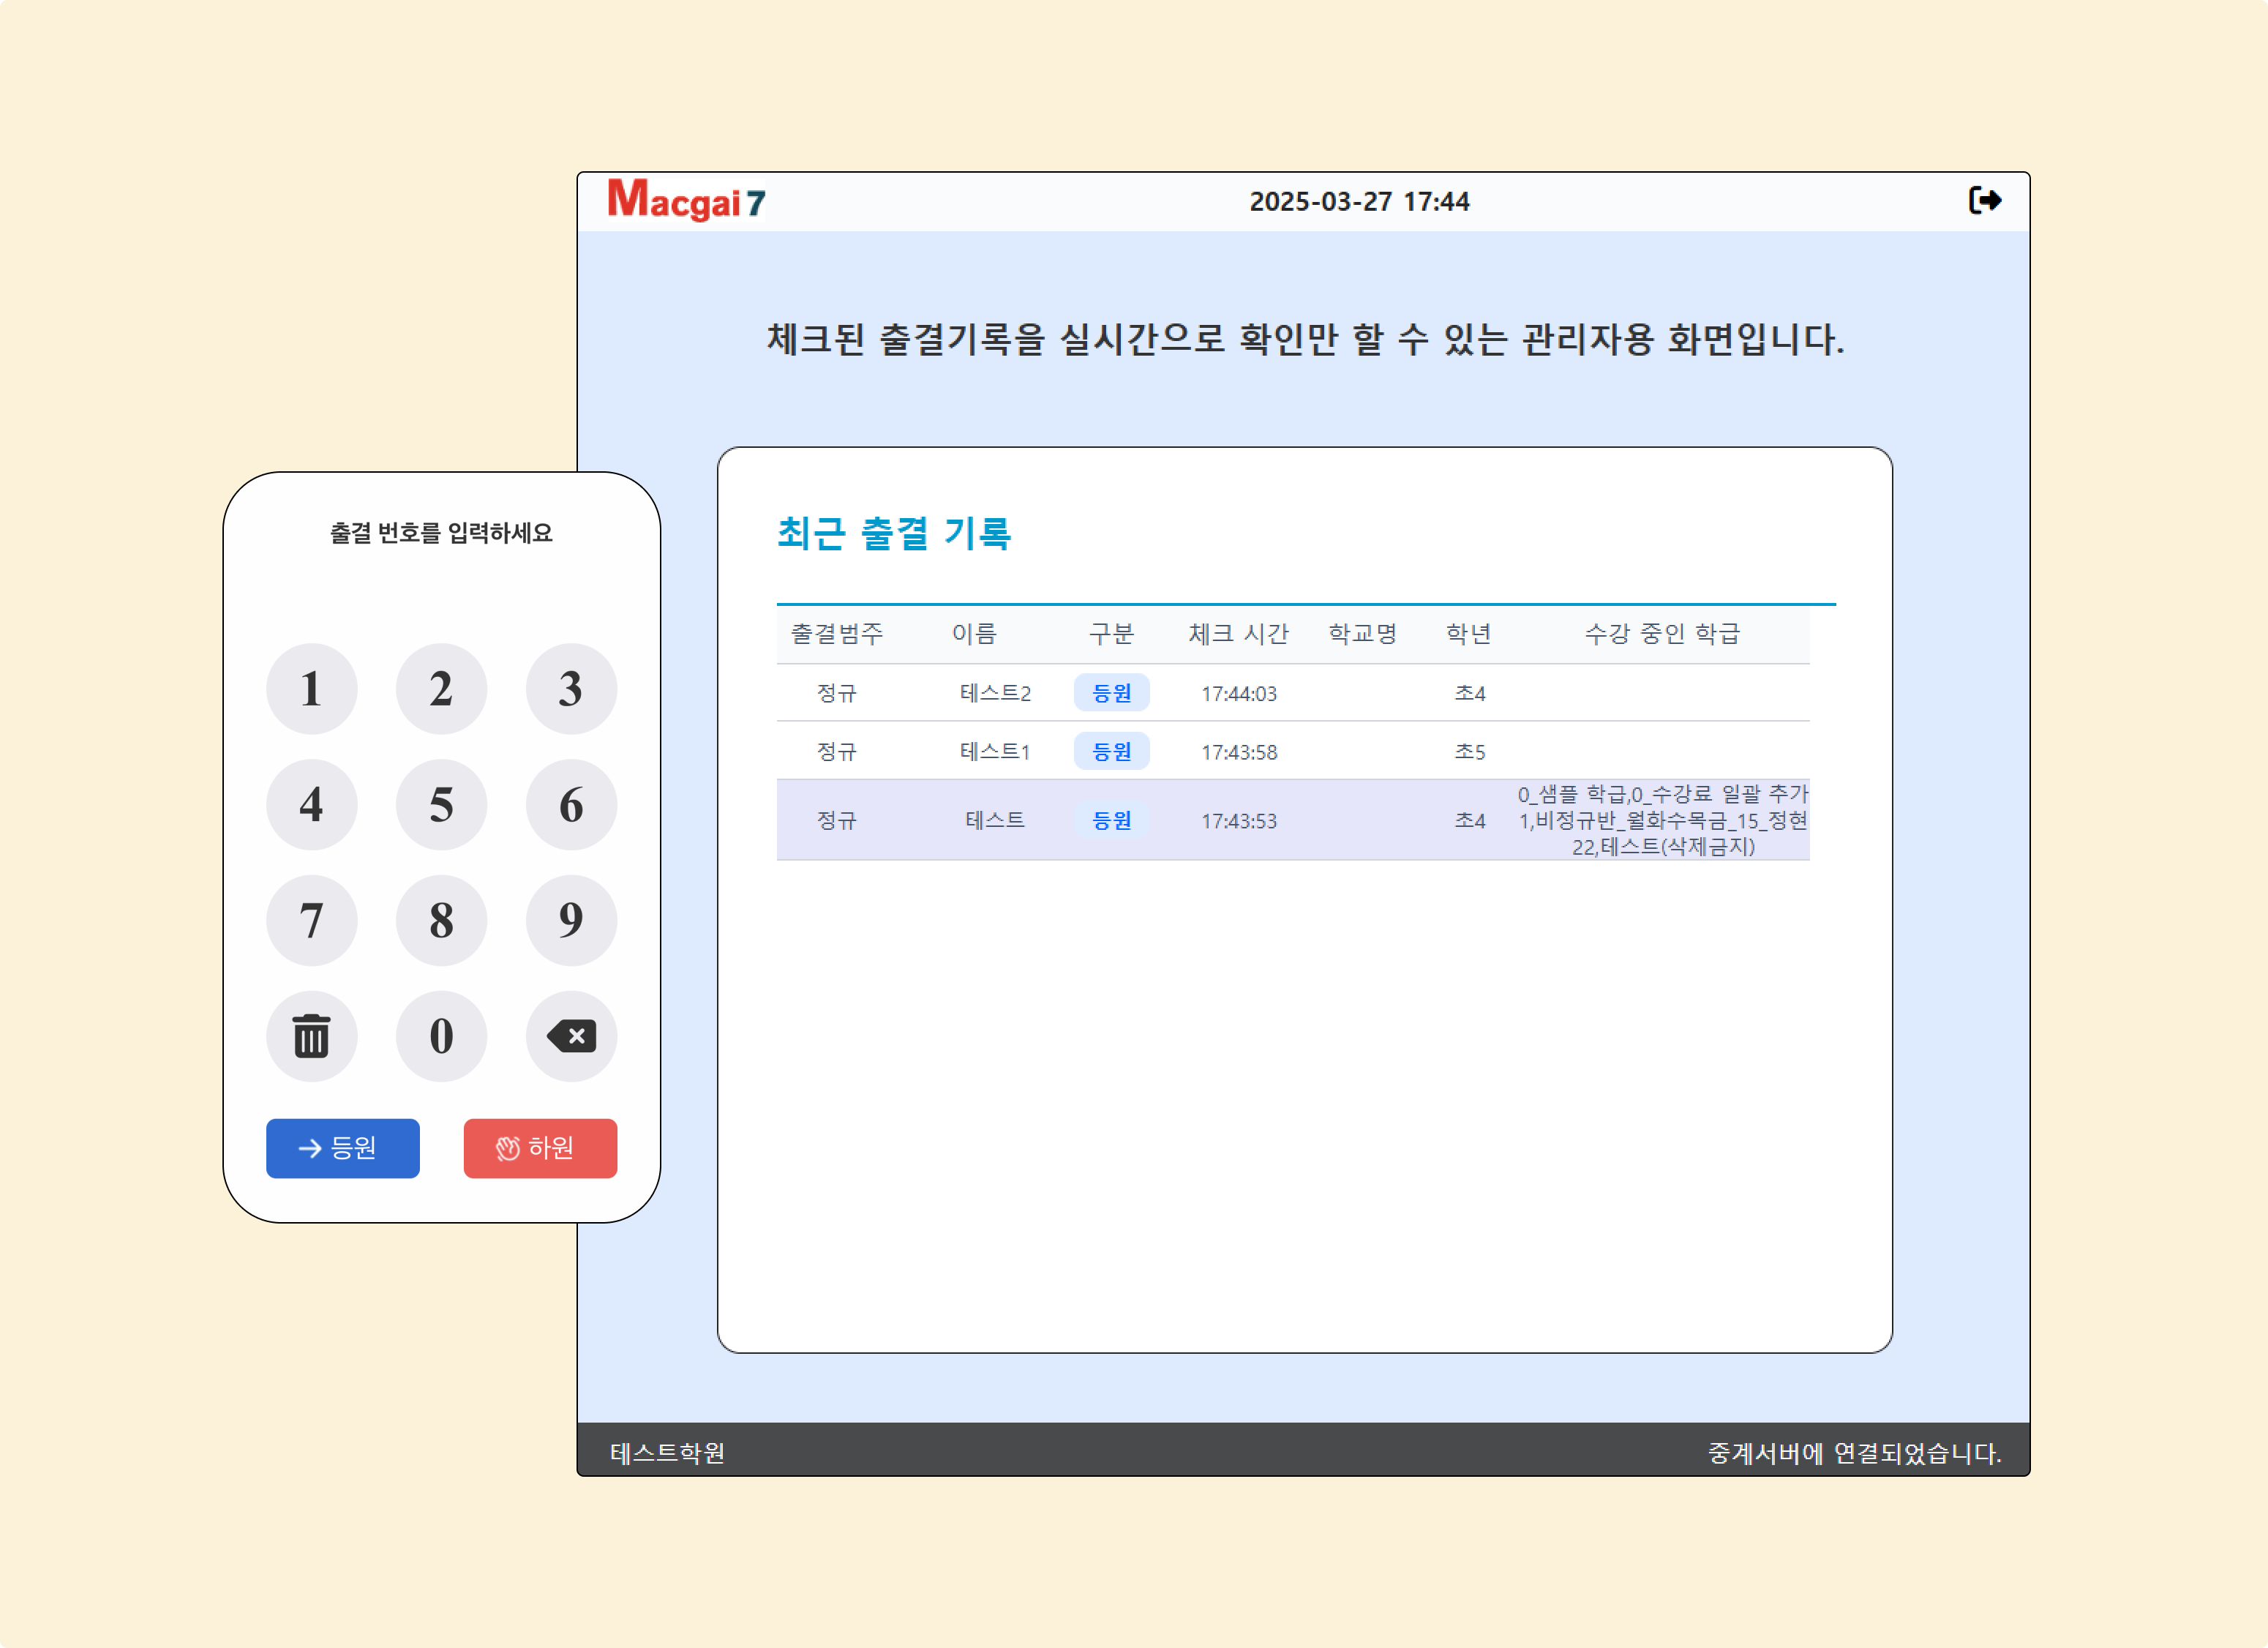 Macgai 7
2025-03-27 17:44
체크된 출결기록을 실시간으로 확인만 할 수 있는 관리자용 화면입니다.
출결 번호를 입력하세요
1 2 3
4 5 6
7 8 9
0
등원 하원
최근 출결 기록
출결범주 이름 구분 체크 시간 학교명 학년 수강 중인 학급
정규 테스트2 등원 17:44:03 초4
정규 테스트1 등원 17:43:58 초5
정규 테스트 등원 17:43:53 초4 0_샘플 학급,0_수강료 일괄 추가
1,비정규반_월화수목금_15_정현
22,테스트(삭제금지)
테스트학원
중계서버에 연결되었습니다.